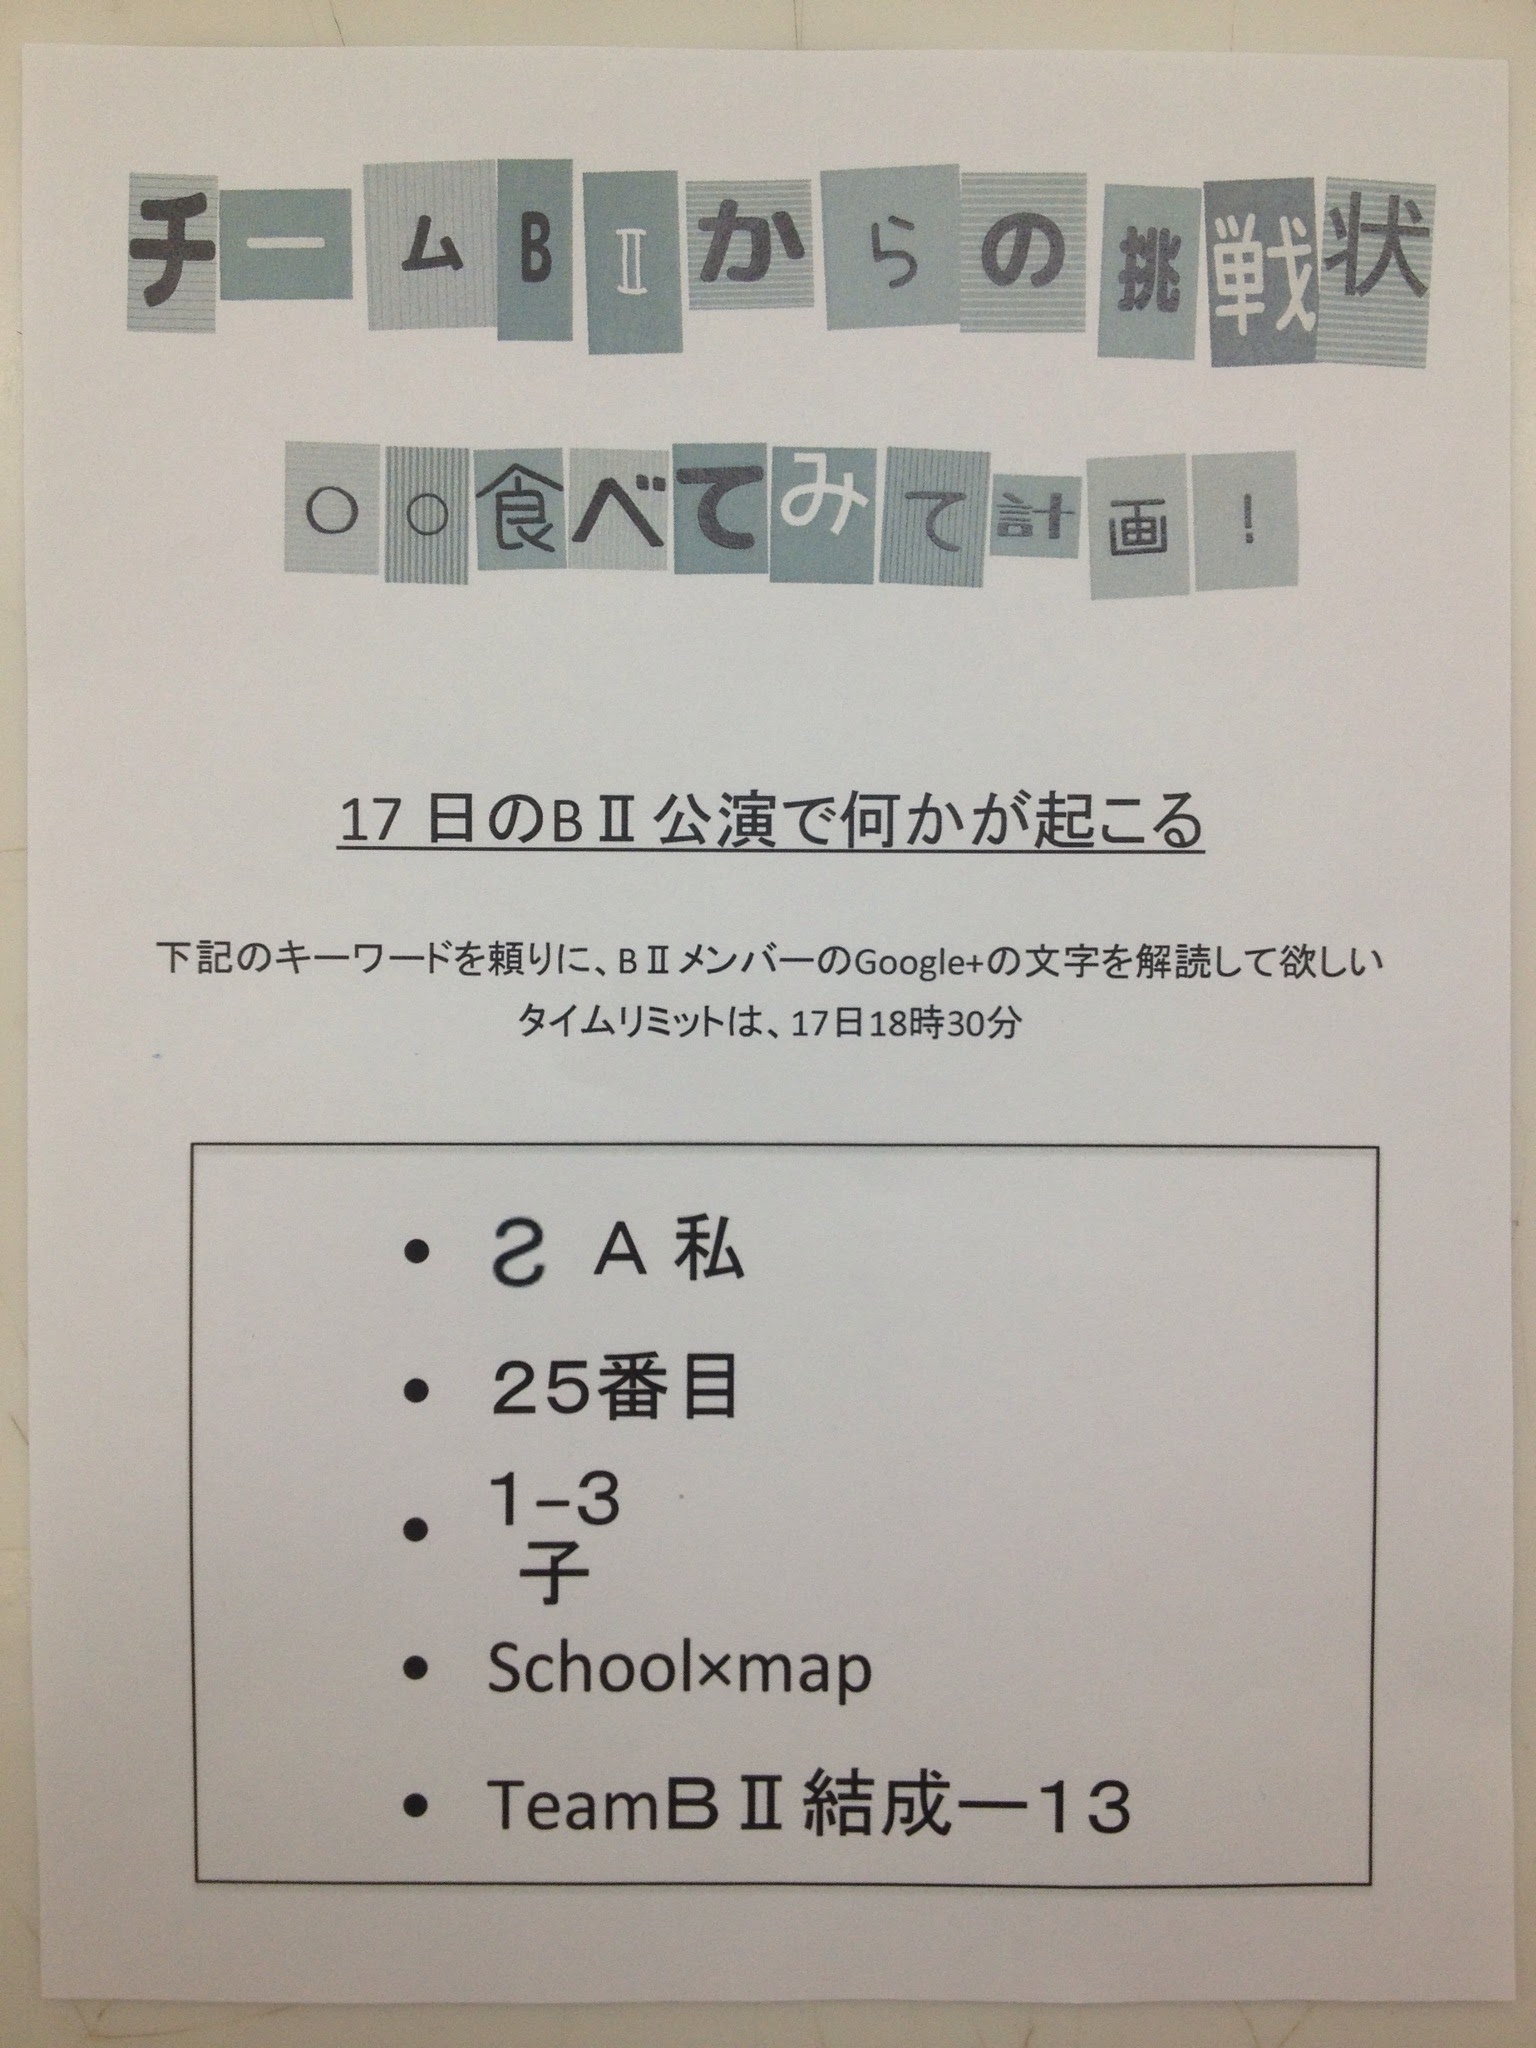 チームBⅡからの挑戦状
○○食べてみて計画!
17日のBⅡ公演で何かが起こる
下記のキーワードを頼りに、BⅡメンバーのGoogle+の文字を解読して欲しい
タイムリミットは、17日18時30分
• Ƨ A 私
• 25番目
• 1-3
子
• School×map
• TeamBⅡ結成ー13